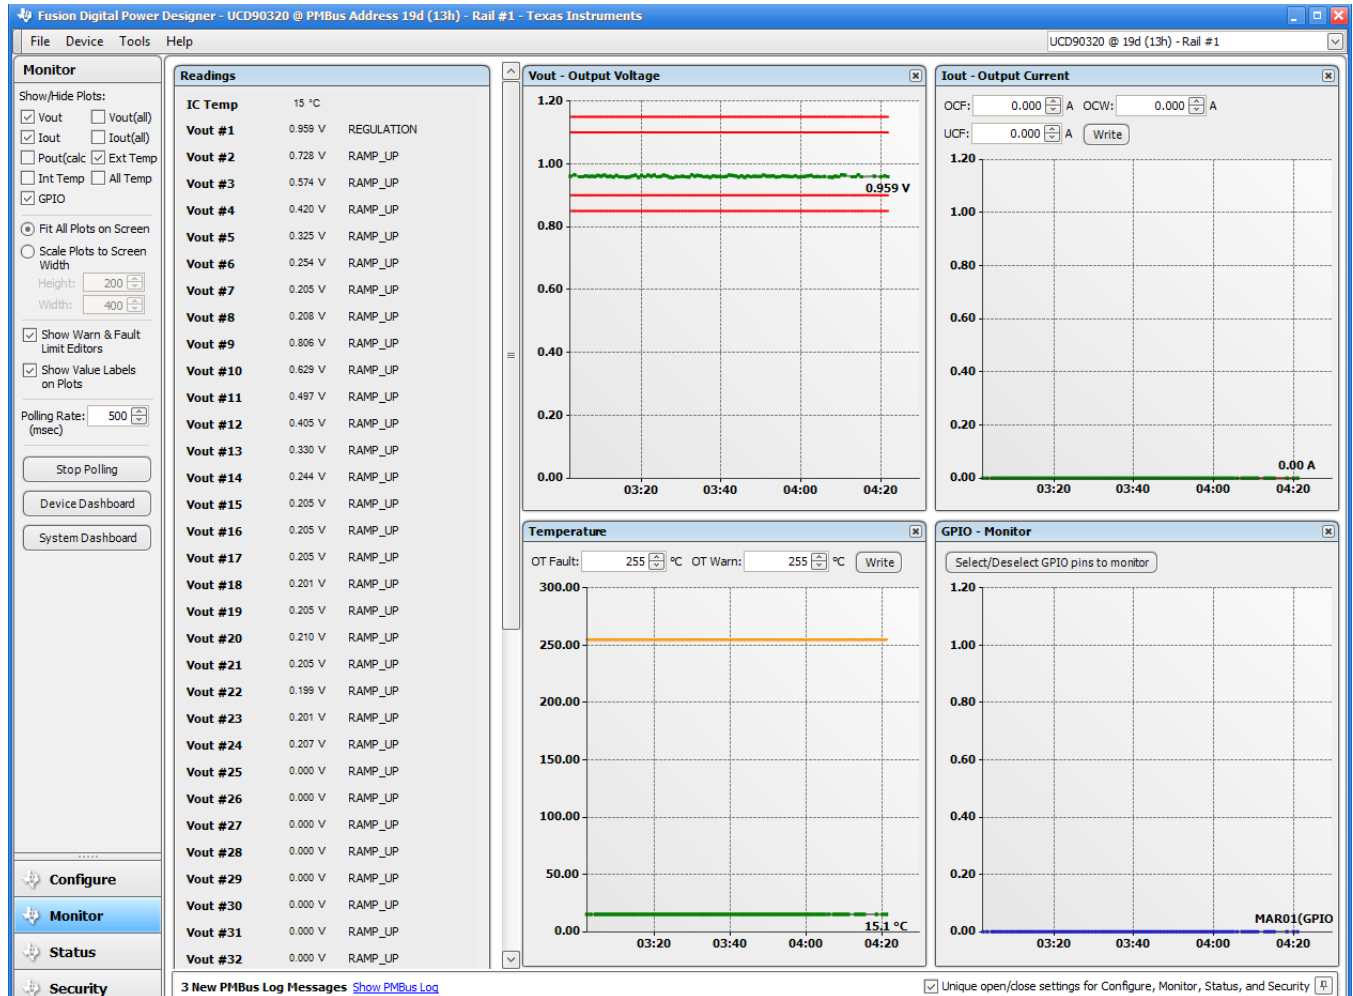 Fusion Digital Power Designer - UCD90320 @ PMBus Address 19d (13h) - Rail #1 - Texas Instruments
File Device Tools Help
UCD90320 @ 19d (13h) - Rail #1
Monitor
Show/Hide Plots:
Vout Vout(all)
Iout Iout(all)
Pout(calc Ext Temp
Int Temp All Temp
GPIO
Fit All Plots on Screen
Scale Plots to Screen
Width
Height: 200
Width: 400
Show Warn & Fault
Limit Editors
Show Value Labels
on Plots
Polling Rate: 500
(msec)
Stop Polling
Device Dashboard
System Dashboard
Configure
Monitor
Status
Security
Readings
IC Temp 15 °C
Vout #1 0.959 V REGULATION
Vout #2 0.728 V RAMP_UP
Vout #3 0.574 V RAMP_UP
Vout #4 0.420 V RAMP_UP
Vout #5 0.325 V RAMP_UP
Vout #6 0.254 V RAMP_UP
Vout #7 0.205 V RAMP_UP
Vout #8 0.208 V RAMP_UP
Vout #9 0.806 V RAMP_UP
Vout #10 0.629 V RAMP_UP
Vout #11 0.497 V RAMP_UP
Vout #12 0.405 V RAMP_UP
Vout #13 0.330 V RAMP_UP
Vout #14 0.244 V RAMP_UP
Vout #15 0.205 V RAMP_UP
Vout #16 0.205 V RAMP_UP
Vout #17 0.205 V RAMP_UP
Vout #18 0.201 V RAMP_UP
Vout #19 0.205 V RAMP_UP
Vout #20 0.210 V RAMP_UP
Vout #21 0.205 V RAMP_UP
Vout #22 0.199 V RAMP_UP
Vout #23 0.201 V RAMP_UP
Vout #24 0.207 V RAMP_UP
Vout #25 0.000 V RAMP_UP
Vout #26 0.000 V RAMP_UP
Vout #27 0.000 V RAMP_UP
Vout #28 0.000 V RAMP_UP
Vout #29 0.000 V RAMP_UP
Vout #30 0.000 V RAMP_UP
Vout #31 0.000 V RAMP_UP
Vout #32 0.000 V RAMP_UP
Vout - Output Voltage
1.20
1.00
0.959 V
0.80
0.60
0.40
0.20
0.00
03:20 03:40 04:00 04:20
Iout - Output Current
OCF: 0.000 A OCW: 0.000 A
UCF: 0.000 A Write
1.20
1.00
0.80
0.60
0.40
0.20
0.00 A
0.00
03:20 03:40 04:00 04:20
Temperature
OT Fault: 255 °C OT Warn: 255 °C Write
300.00
250.00
200.00
150.00
100.00
50.00
15.1 °C
0.00
03:20 03:40 04:00 04:20
GPIO - Monitor
Select/Deselect GPIO pins to monitor
1.20
1.00
0.80
0.60
0.40
0.20
MAR01(GPIO
0.00
03:20 03:40 04:00 04:20
3 New PMBus Log Messages Show PMBus Log
Unique open/close settings for Configure, Monitor, Status, and Security